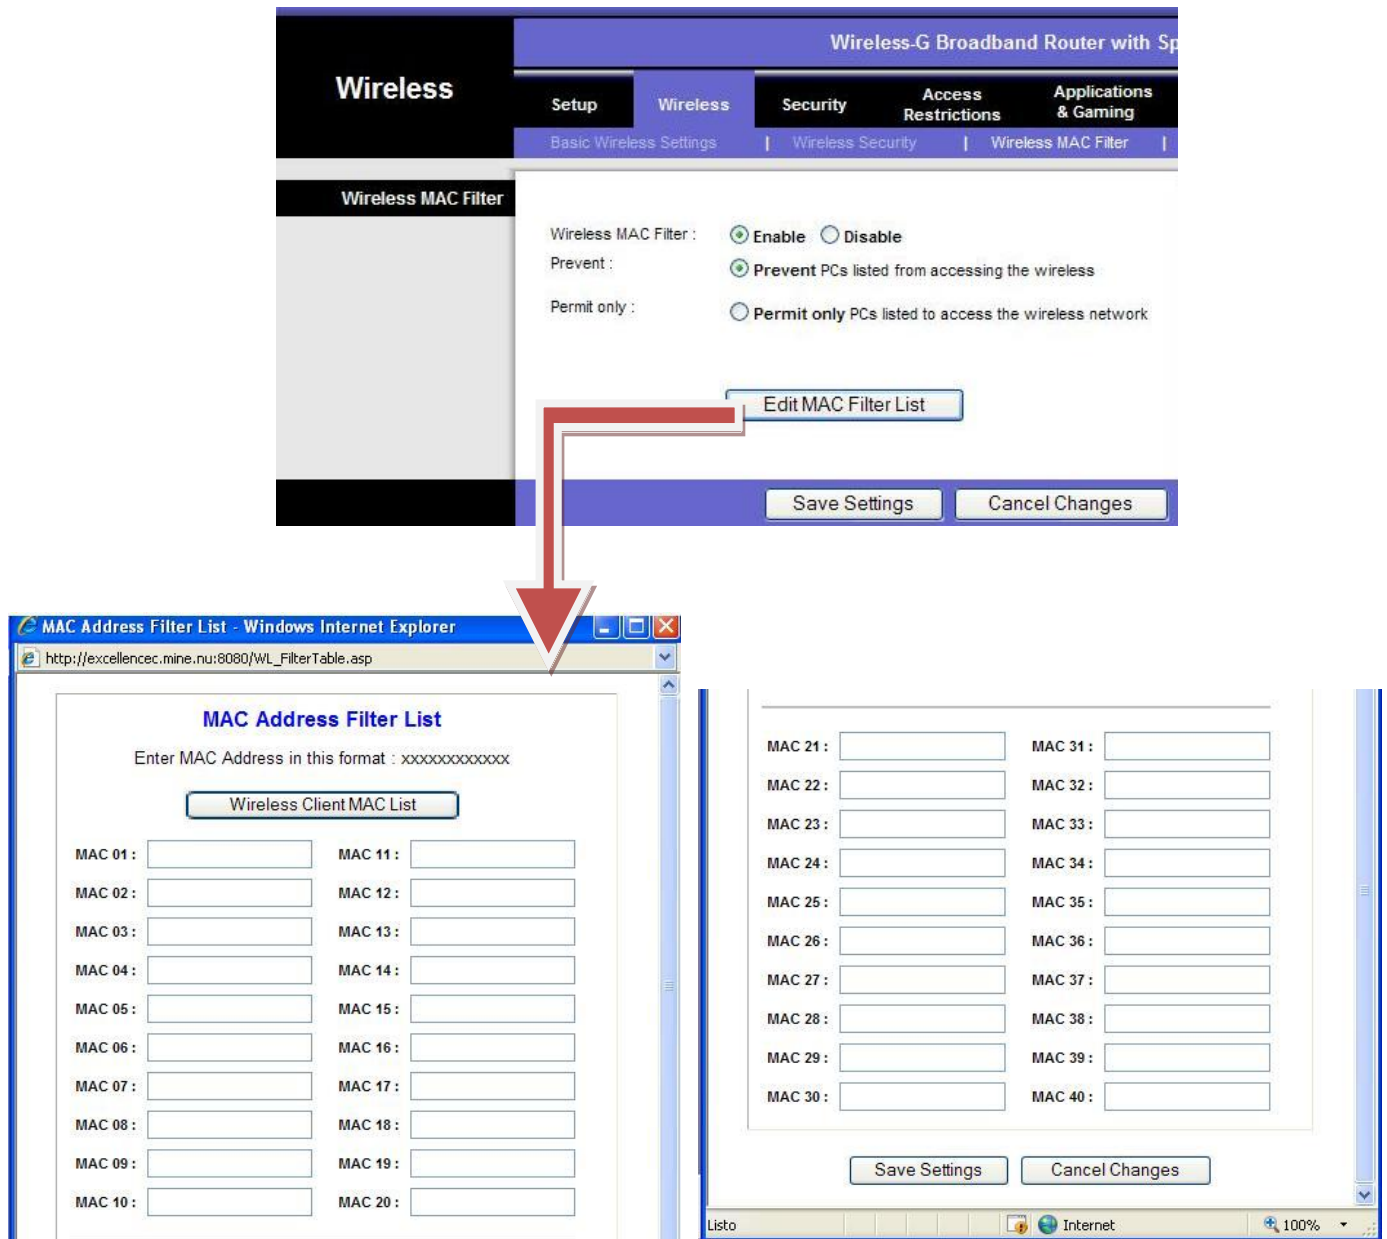 Wireless-G Broadband Router with Sp
Wireless
Setup Wireless Security Access Restrictions Applications & Gaming
Basic Wireless Settings | Wireless Security | Wireless MAC Filter |
Wireless MAC Filter
Wireless MAC Filter : Enable Disable
Prevent : Prevent PCs listed from accessing the wireless
Permit only : Permit only PCs listed to access the wireless network
Edit MAC Filter List
Save Settings Cancel Changes
MAC Address Filter List - Windows Internet Explorer
http://excellencec.mine.nu:8080/WL_FilterTable.asp
MAC Address Filter List
Enter MAC Address in this format : xxxxxxxxxxxx
Wireless Client MAC List
MAC 01 : MAC 11 :
MAC 02 : MAC 12 :
MAC 03 : MAC 13 :
MAC 04 : MAC 14 :
MAC 05 : MAC 15 :
MAC 06 : MAC 16 :
MAC 07 : MAC 17 :
MAC 08 : MAC 18 :
MAC 09 : MAC 19 :
MAC 10 : MAC 20 :
MAC 21 : MAC 31 :
MAC 22 : MAC 32 :
MAC 23 : MAC 33 :
MAC 24 : MAC 34 :
MAC 25 : MAC 35 :
MAC 26 : MAC 36 :
MAC 27 : MAC 37 :
MAC 28 : MAC 38 :
MAC 29 : MAC 39 :
MAC 30 : MAC 40 :
Save Settings Cancel Changes
Listo Internet 100%